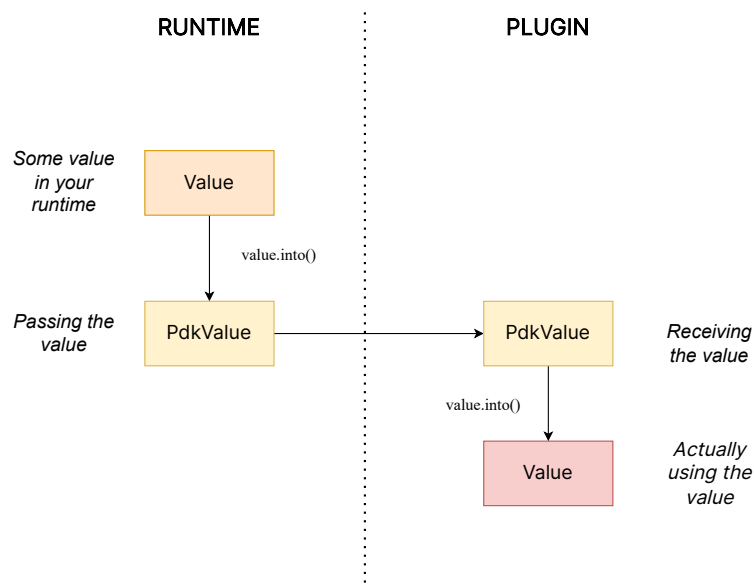 RUNTIME
PLUGIN
Some value
in your
runtime
Value
value.into()
Passing the
value
PdkValue
PdkValue
Receiving
the value
value.into()
Value
Actually
using the
value